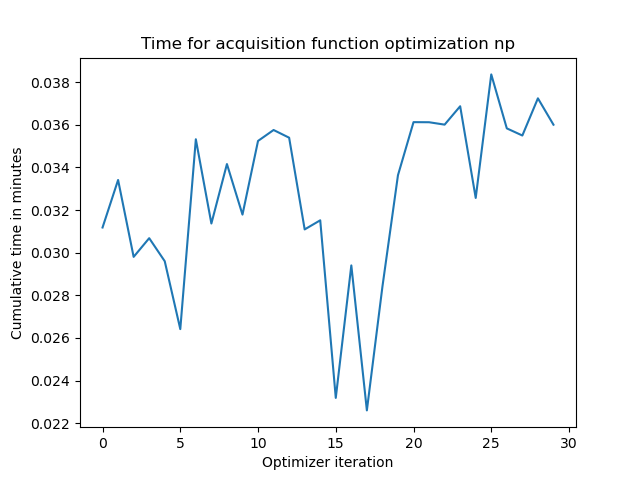 Time for acquisition function optimization np
0.038
0.036
0.034
0.032
0.030
0.028
0.026
0.024
0.022
Cumulative time in minutes
0 5 10 15 20 25 30
Optimizer iteration